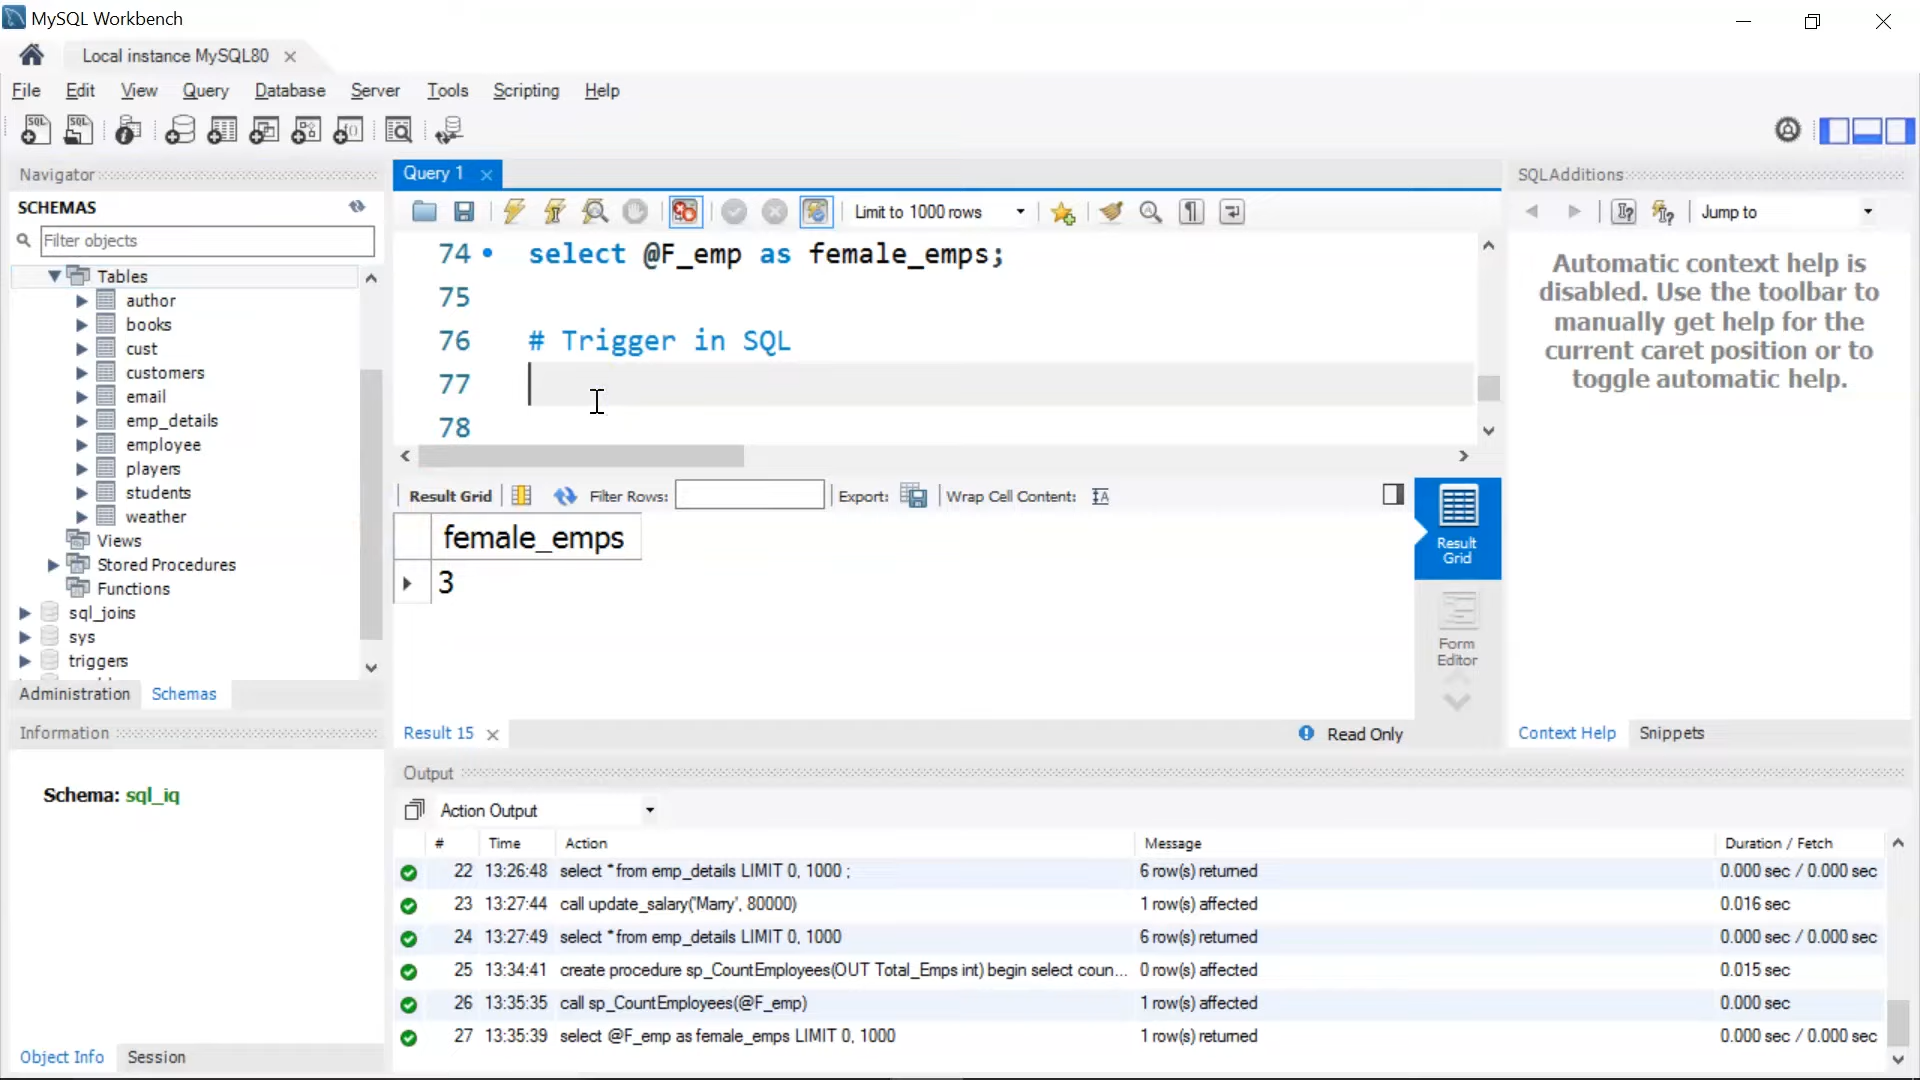 MySQL Workbench
Local instance MySQL80
File Edit View Query Database Server Tools Scripting Help
Navigator
SCHEMAS
Filter objects
Tables
author
books
cust
customers
email
emp_details
employee
players
students
weather
Views
Stored Procedures
Functions
sql_joins
sys
triggers
Administration Schemas
Information
Schema: sql_iq
Object Info Session
Query 1
Limit to 1000 rows
74 select @F_emp as female_emps;
75
76 # Trigger in SQL
77
78
Result Grid Filter Rows: Export: Wrap Cell Content:
female_emps
3
Result Grid
Form Editor
Result 15
Read Only
SQLAdditions
Jump to
Automatic context help is
disabled. Use the toolbar to
manually get help for the
current caret position or to
toggle automatic help.
Context Help Snippets
Output
Action Output
# Time Action Message Duration / Fetch
22 13:26:48 select *from emp_details LIMIT 0, 1000 ; 6 row(s) returned 0.000 sec / 0.000 sec
23 13:27:44 call update_salary('Mary', 80000) 1 row(s) affected 0.016 sec
24 13:27:49 select *from emp_details LIMIT 0, 1000 6 row(s) returned 0.000 sec / 0.000 sec
25 13:34:41 create procedure sp_CountEmployees(OUT Total_Emps int) begin select coun... 0 row(s) affected 0.015 sec
26 13:35:35 call sp_CountEmployees(@F_emp) 1 row(s) affected 0.000 sec
27 13:35:39 select @F_emp as female_emps LIMIT 0, 1000 1 row(s) returned 0.000 sec / 0.000 sec